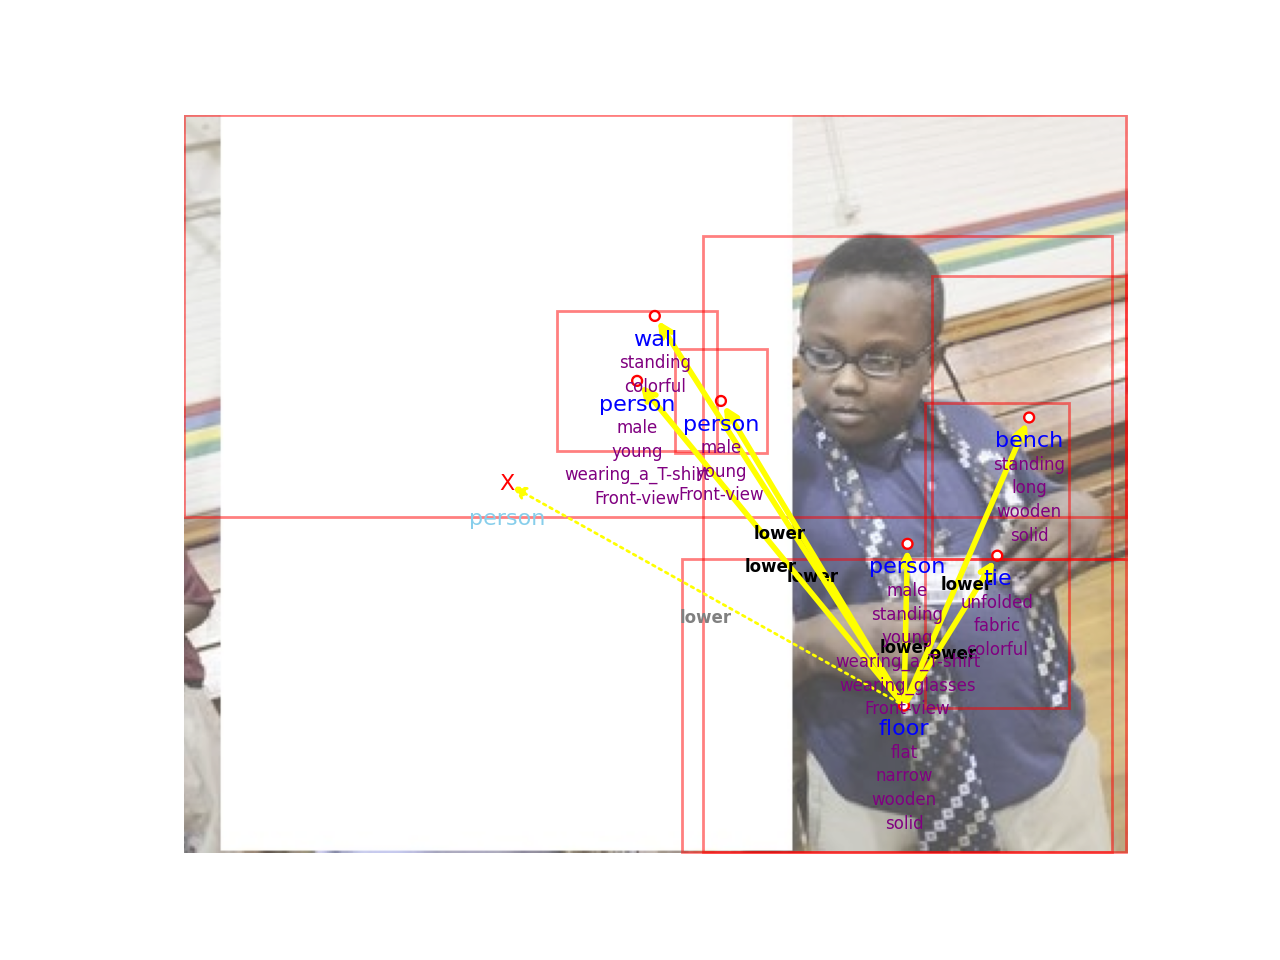 wall
standing
colorful
person
male
young
wearing_a_T-shirt
Front-view
person
male
young
Front-view
X
person
bench
standing
long
wooden
solid
lower
lower
lower
lower
lower
person
male
standing
young
wearing_a_T-shirt
wearing_glasses
Front-view
tie
unfolded
fabric
colorful
lower
lower
floor
flat
narrow
wooden
solid